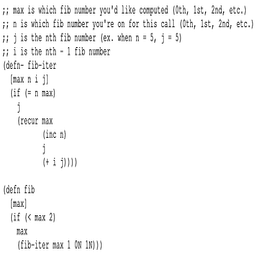 ;; max is which fib number you'd like computed (0th, 1st, 2nd, etc.)
;; n is which fib number you're on for this call (0th, 1st, 2nd, etc.)
;; j is the nth fib number (ex. when n = 5, j = 5)
;; i is the nth - 1 fib number
(defn- fib-iter
  [max n i j]
  (if (= n max)
    j
    (recur max
           (inc n)
           j
           (+ i j))))

(defn fib
  [max]
  (if (< max 2)
    max
    (fib-iter max 1 0N 1N)))